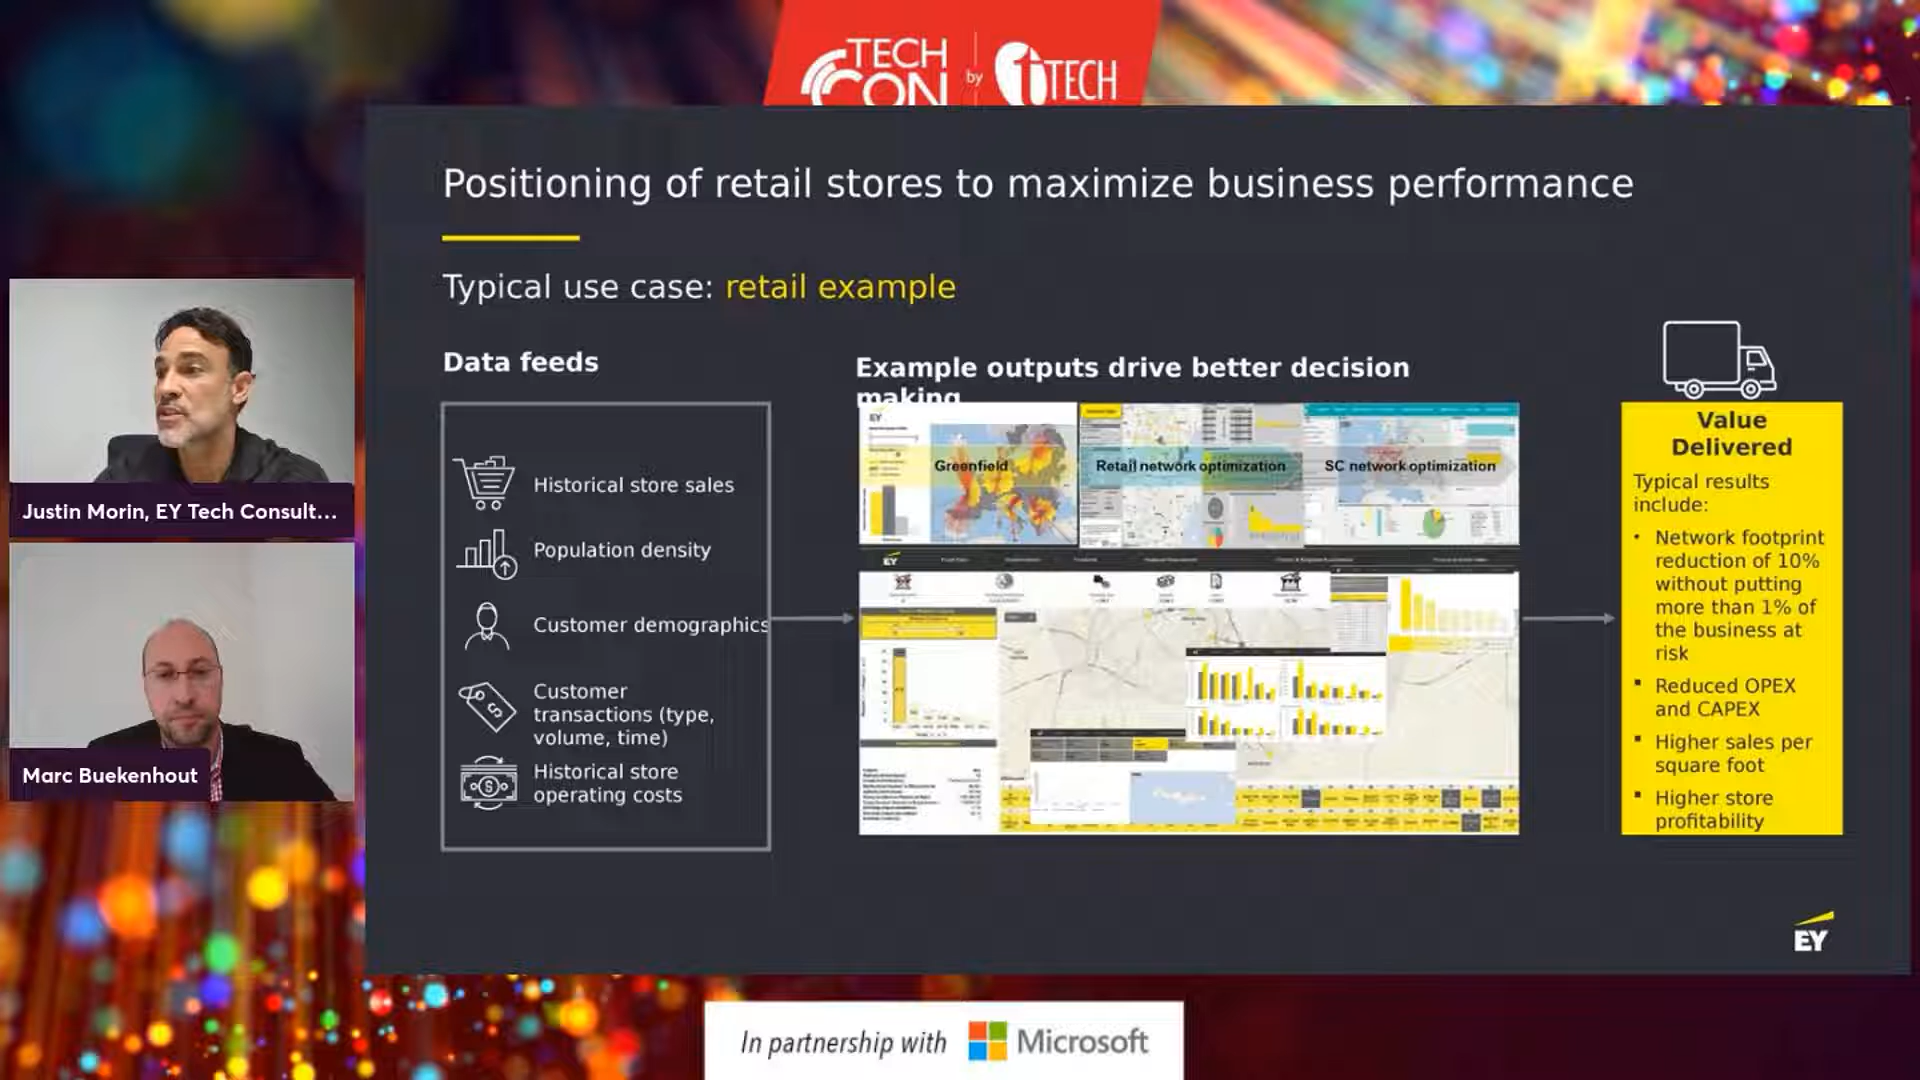 TECH
CON
by
iTECH
Positioning of retail stores to maximize business performance
Typical use case: retail example
Data feeds
Historical store sales
Population density
Customer demographics
Customer
transactions (type,
volume, time)
Historical store
operating costs
Example outputs drive better decision
making
EY
Greenfield
Retail network optimization
SC network optimization
EY
Value
Delivered
Typical results
include:
• Network footprint
reduction of 10%
without putting
more than 1% of
the business at
risk
▪ Reduced OPEX
and CAPEX
▪ Higher sales per
square foot
▪ Higher store
profitability
EY
Justin Morin, EY Tech Consult...
Marc Buekenhout
In partnership with Microsoft